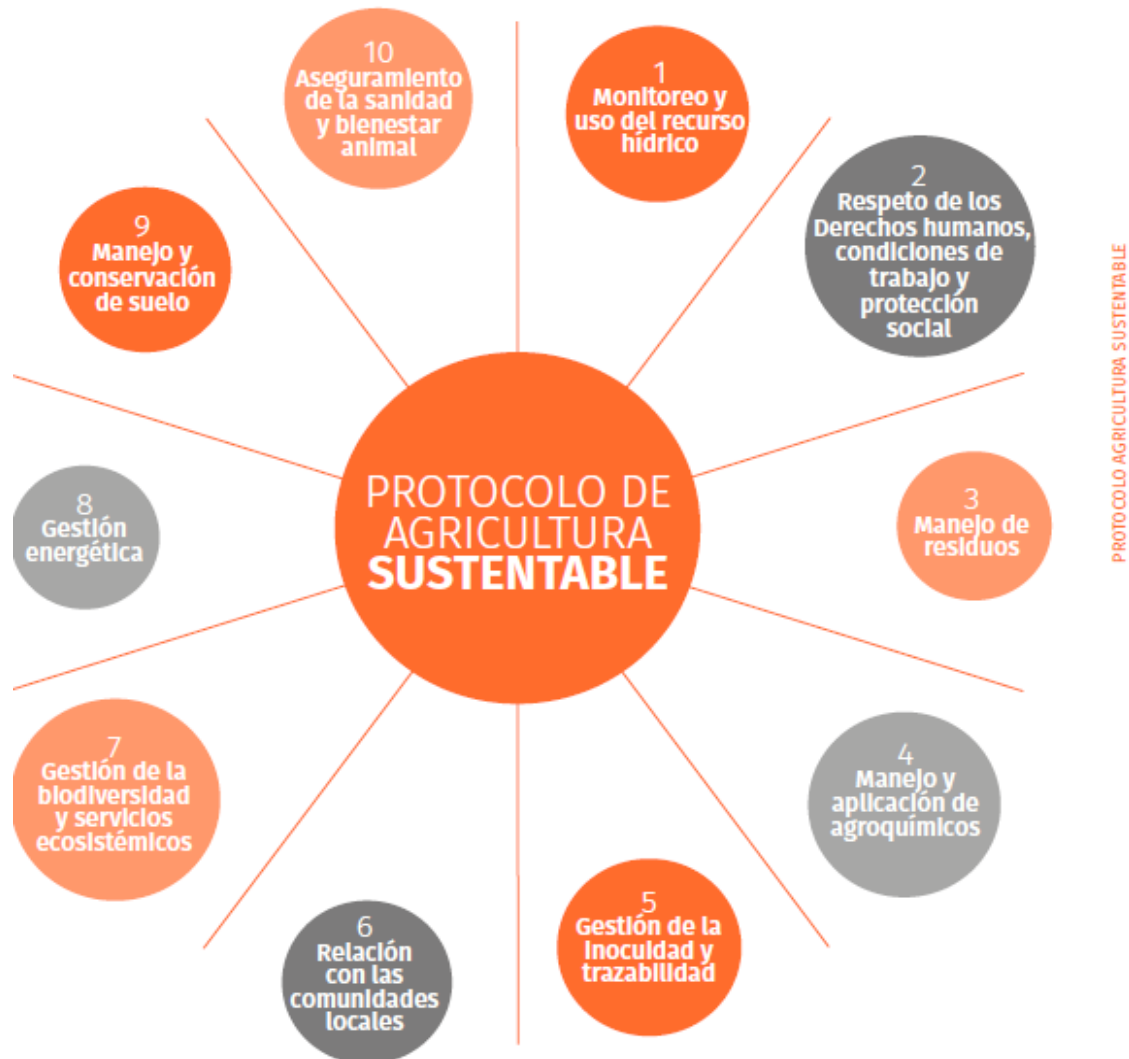 PROTOCOLO DE
AGRICULTURA
SUSTENTABLE
1
Monitoreo y
uso del recurso
hídrico
2
Respeto de los
Derechos humanos,
condiciones de
trabajo y
protección
social
3
Manejo de
residuos
4
Manejo y
aplicación de
agroquímicos
5
Gestión de la
inocuidad y
trazabilidad
6
Relación
con las
comunidades
locales
7
Gestión de la
biodiversidad
y servicios
ecosistémicos
8
Gestión
energética
9
Manejo y
conservación
de suelo
10
Aseguramiento
de la sanidad
y bienestar
animal
PROTOCOLO AGRICULTURA SUSTENTABLE